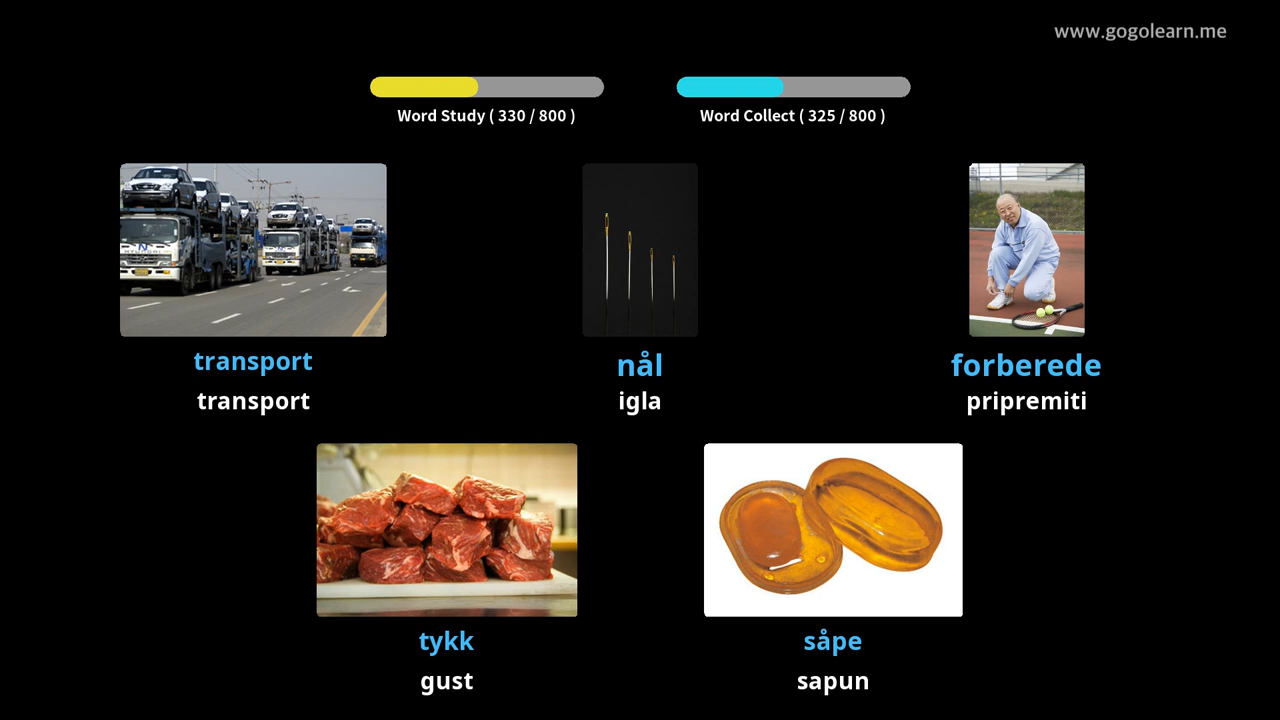 www.gogolearn.me
Word Study ( 330 / 800 )
Word Collect ( 325 / 800 )
transport
transport
nål
igla
forberede
pripremiti
tykk
gust
såpe
sapun